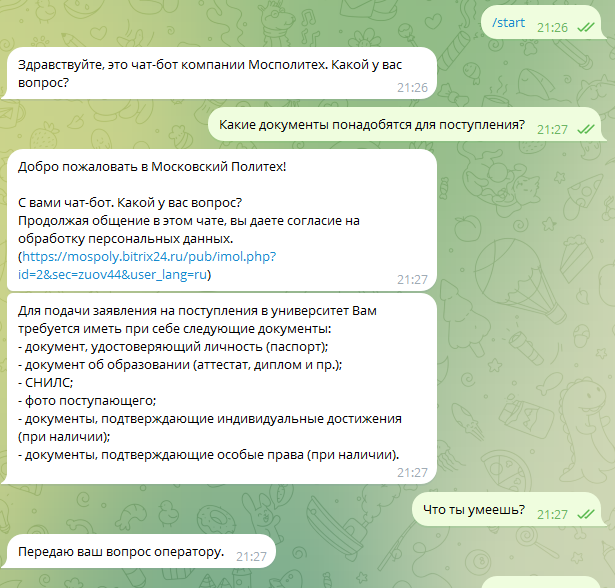 /start 21:26
Здравствуйте, это чат-бот компании Мосполитех. Какой у вас
вопрос? 21:26
Какие документы понадобятся для поступления? 21:27
Добро пожаловать в Московский Политех!
С вами чат-бот. Какой у вас вопрос?
Продолжая общение в этом чате, вы даете согласие на
обработку персональных данных.
(https://mospoly.bitrix24.ru/pub/imol.php?
id=2&sec=zuov44&user_lang=ru) 21:27
Для подачи заявления на поступления в университет Вам
требуется иметь при себе следующие документы:
- документ, удостоверяющий личность (паспорт);
- документ об образовании (аттестат, диплом и пр.);
- СНИЛС;
- фото поступающего;
- документы, подтверждающие индивидуальные достижения
(при наличии);
- документы, подтверждающие особые права (при наличии).
21:27
Что ты умеешь? 21:27
Передаю ваш вопрос оператору. 21:27